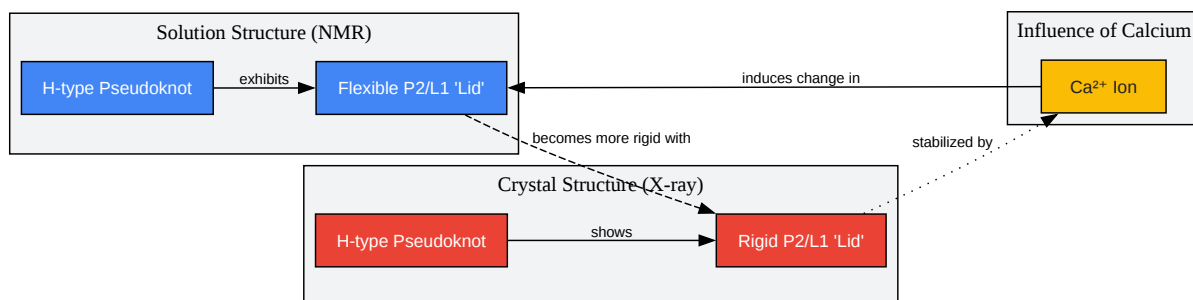 Solution Structure (NMR)
H-type Pseudoknot
exhibits
Flexible P2/L1 'Lid'
Influence of Calcium
induces change in
Ca²⁺ Ion
becomes more rigid with
stabilized by
Crystal Structure (X-ray)
H-type Pseudoknot
shows
Rigid P2/L1 'Lid'